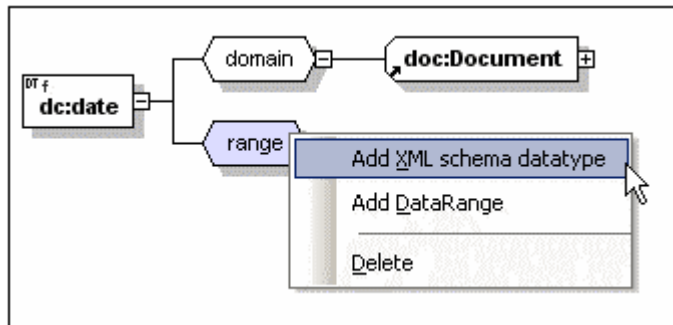 DT f
dc:date
domain
doc:Document
range
Add XML schema datatype
Add DataRange
Delete